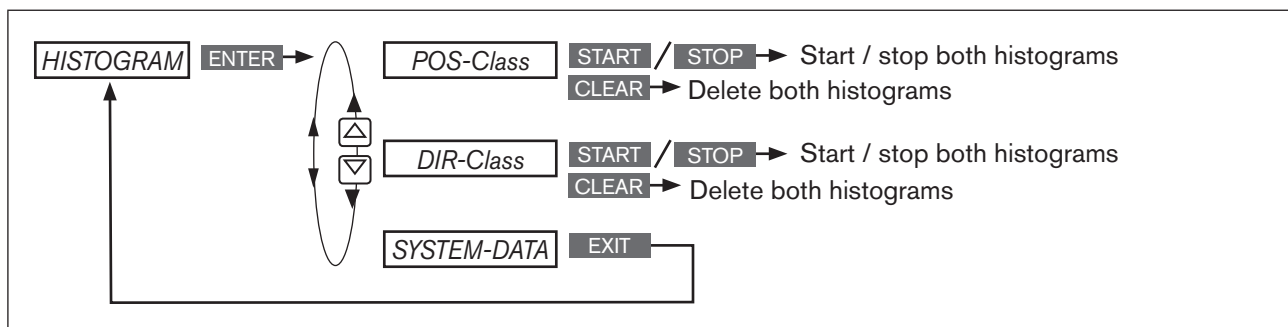 HISTOGRAM ENTER POS-Class START / STOP Start / stop both histograms
CLEAR Delete both histograms
DIR-Class START / STOP Start / stop both histograms
CLEAR Delete both histograms
SYSTEM-DATA EXIT